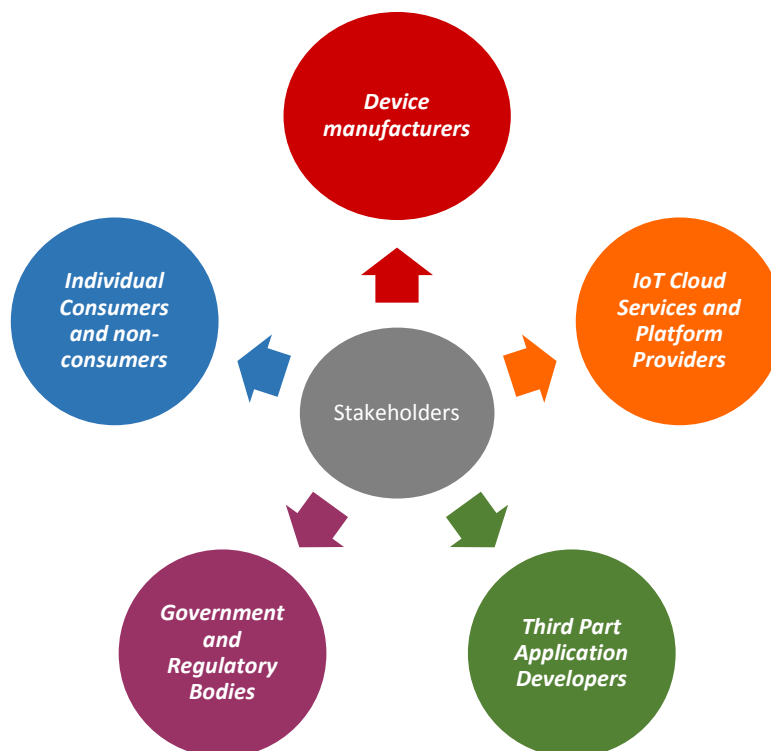 Device
manufacturers
IoT Cloud
Services and
Platform
Providers
Third Part
Application
Developers
Government
and
Regulatory
Bodies
Individual
Consumers
and non-
consumers
Stakeholders